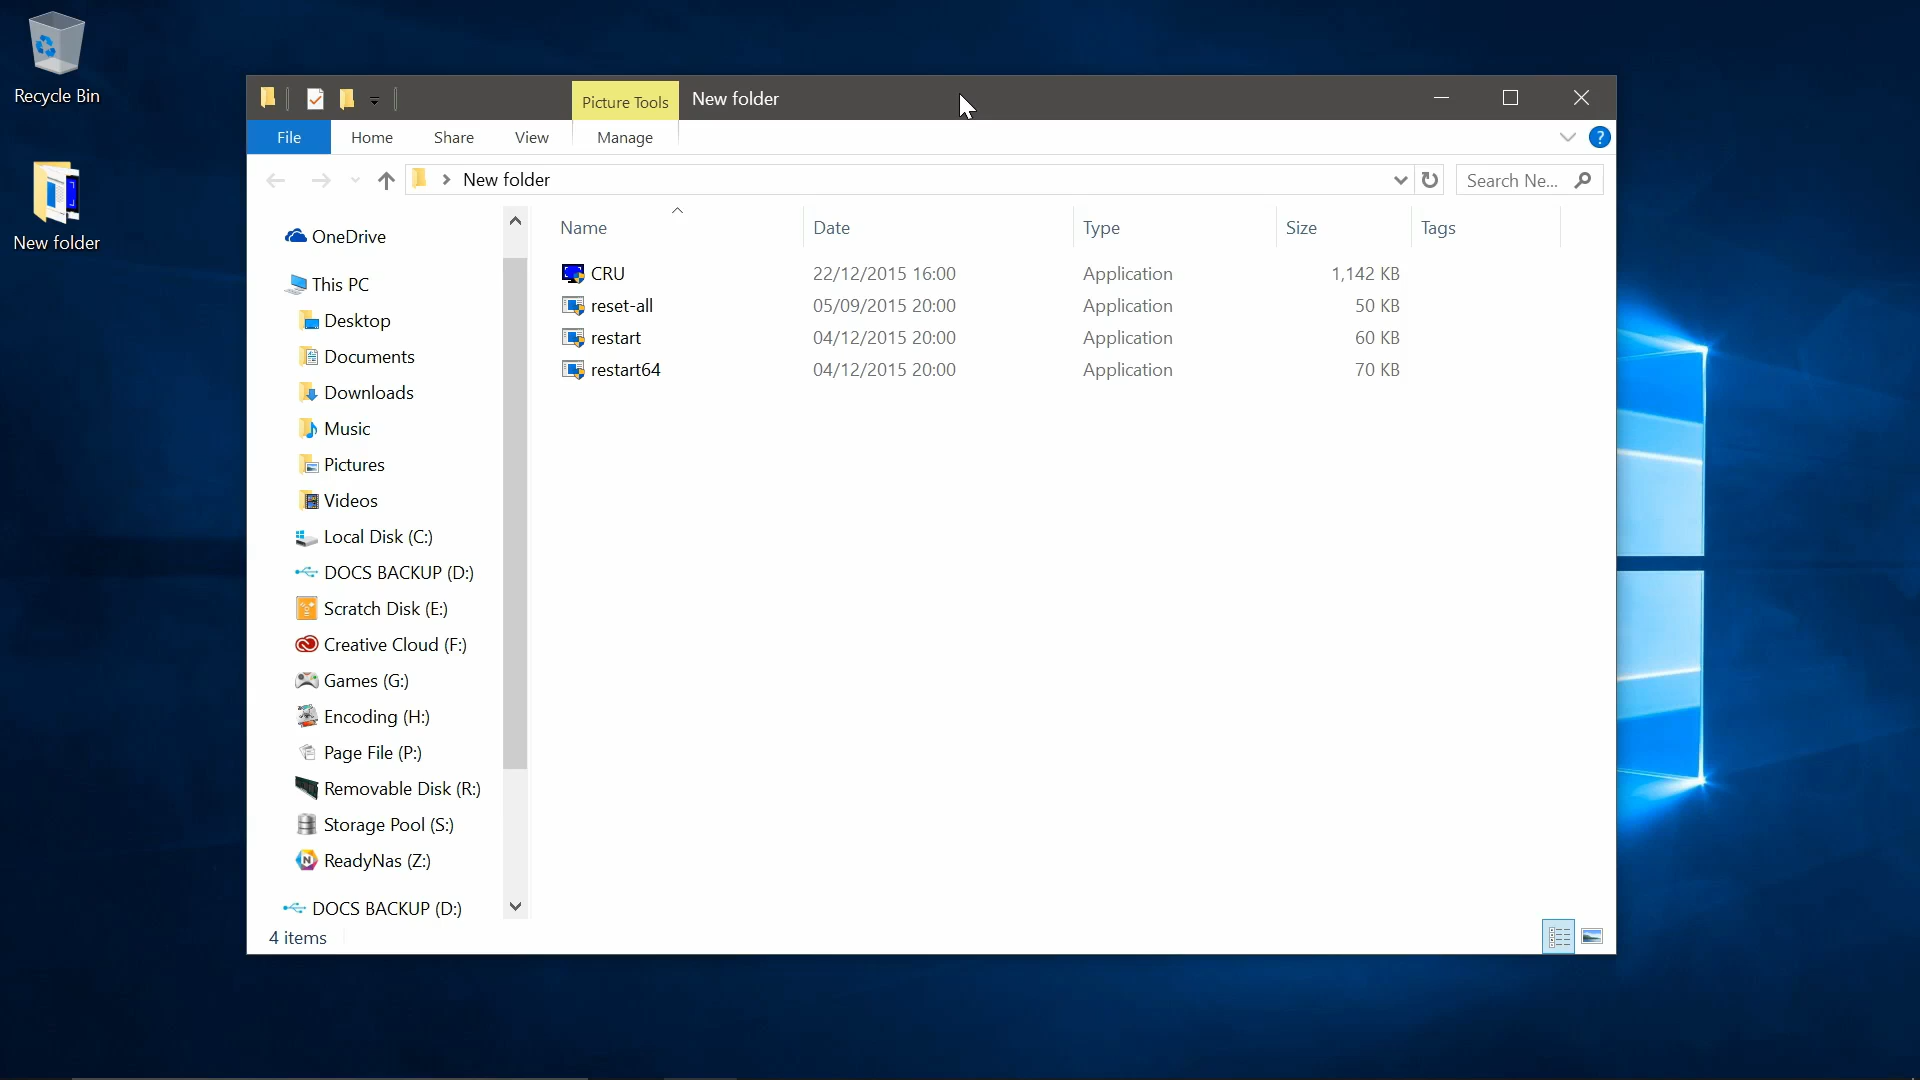 Recycle Bin
New folder
Picture Tools
New folder
File
Home
Share
View
Manage
?
New folder
Search Ne...
OneDrive
This PC
Desktop
Documents
Downloads
Music
Pictures
Videos
Local Disk (C:)
DOCS BACKUP (D:)
Scratch Disk (E:)
Creative Cloud (F:)
Games (G:)
Encoding (H:)
Page File (P:)
Removable Disk (R:)
Storage Pool (S:)
ReadyNas (Z:)
DOCS BACKUP (D:)
Name Date Type Size Tags
CRU 22/12/2015 16:00 Application 1,142 KB
reset-all 05/09/2015 20:00 Application 50 KB
restart 04/12/2015 20:00 Application 60 KB
restart64 04/12/2015 20:00 Application 70 KB
4 items